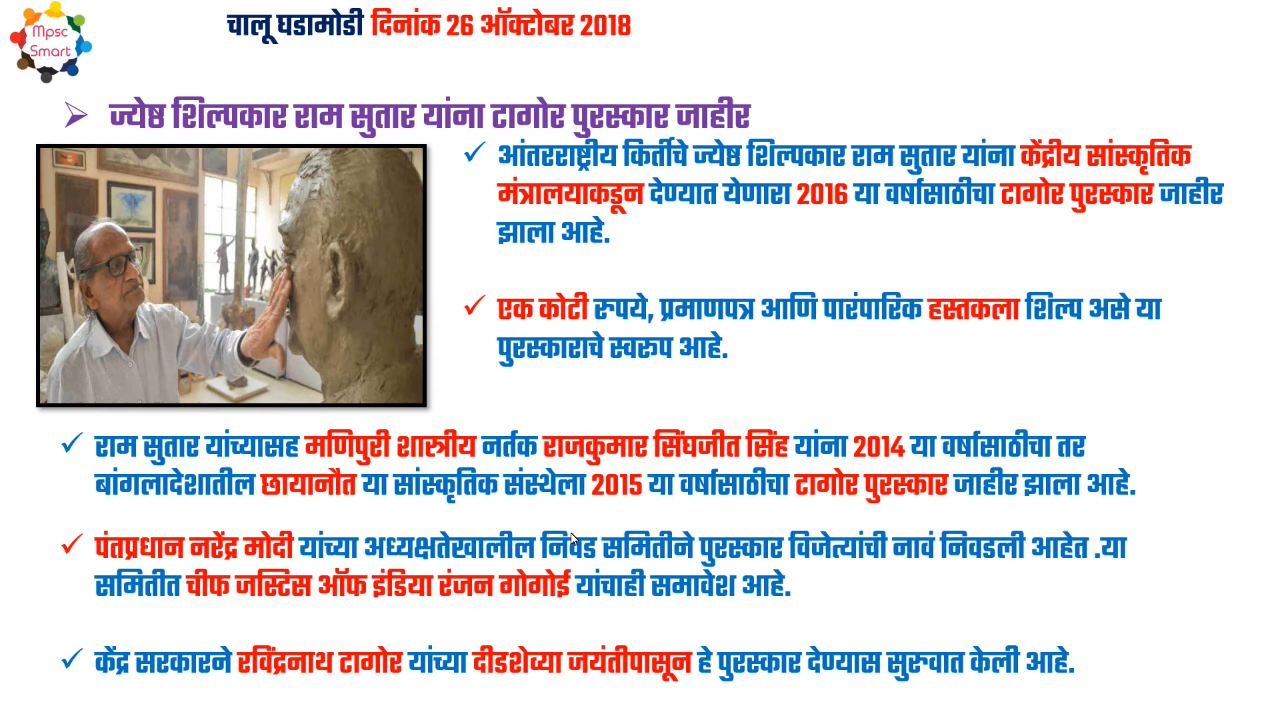 Mpsc
Smart
चालू घडामोडी दिनांक 26 ऑक्टोबर 2018
ज्येष्ठ शिल्पकार राम सुतार यांना टागोर पुरस्कार जाहीर
आंतरराष्ट्रीय किर्तीचे ज्येष्ठ शिल्पकार राम सुतार यांना केंद्रीय सांस्कृतिक
मंत्रालयाकडून देण्यात येणारा 2016 या वर्षासाठीचा टागोर पुरस्कार जाहीर
झाला आहे.
एक कोटी रुपये, प्रमाणपत्र आणि पारंपारिक हस्तकला शिल्प असे या
पुरस्काराचे स्वरूप आहे.
राम सुतार यांच्यासह मणिपुरी शास्त्रीय नर्तक राजकुमार सिंघजीत सिंह यांना 2014 या वर्षासाठीचा तर
बांगलादेशातील छायानौत या सांस्कृतिक संस्थेला 2015 या वर्षासाठीचा टागोर पुरस्कार जाहीर झाला आहे.
पंतप्रधान नरेंद्र मोदी यांच्या अध्यक्षतेखालील निवड समितीने पुरस्कार विजेत्यांची नावं निवडली आहेत .या
समितीत चीफ जस्टिस ऑफ इंडिया रंजन गोगोई यांचाही समावेश आहे.
केंद्र सरकारने रविंद्रनाथ टागोर यांच्या दीडशेव्या जयंतीपासून हे पुरस्कार देण्यास सुरुवात केली आहे.